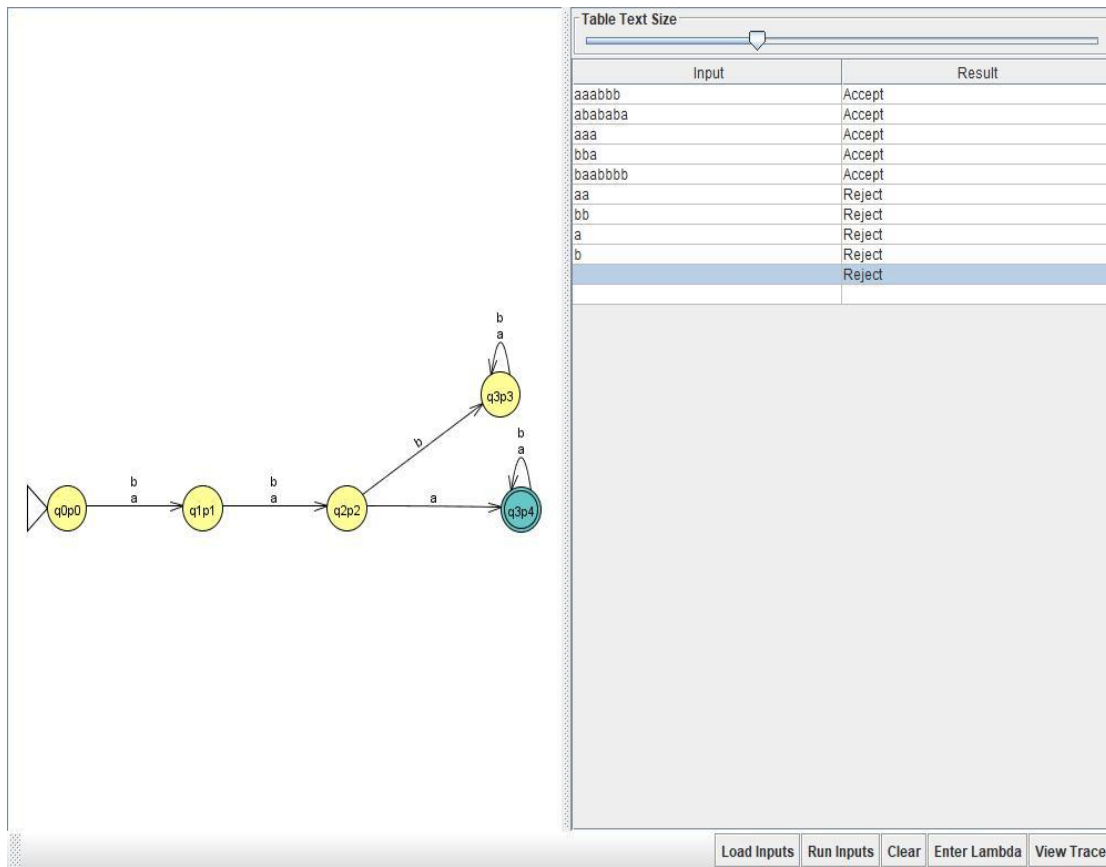 Table Text Size
Input Result
aaabbb Accept
abababa Accept
aaa Accept
bba Accept
baabbbb Accept
aa Reject
bb Reject
a Reject
b Reject
Reject
b
a
q3p3
b
b
a
b
a
b
a
a
q0p0
q1p1
q2p2
q3p4
Load Inputs Run Inputs Clear Enter Lambda View Trace